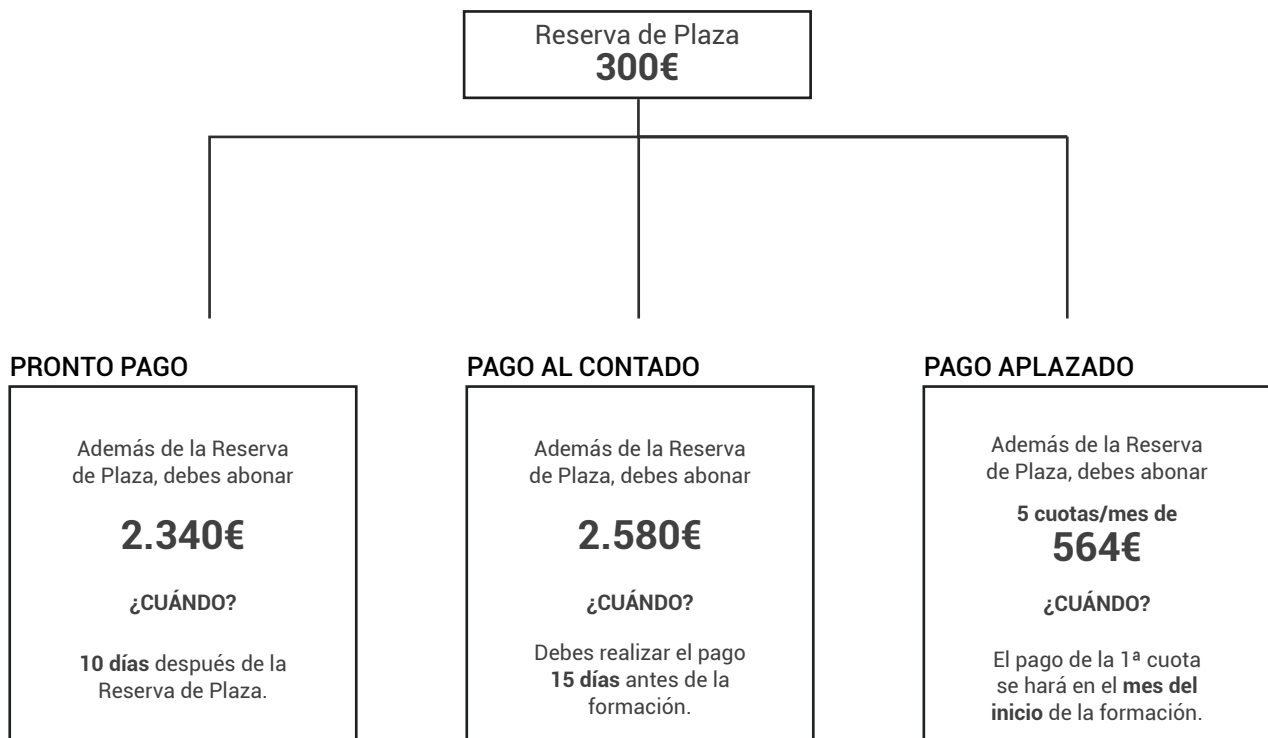 Reserva de Plaza
300€
PRONTO PAGO
Además de la Reserva
de Plaza, debes abonar
2.340€
¿CUÁNDO?
10 días después de la
Reserva de Plaza.
PAGO AL CONTADO
Además de la Reserva
de Plaza, debes abonar
2.580€
¿CUÁNDO?
Debes realizar el pago
15 días antes de la
formación.
PAGO APLAZADO
Además de la Reserva
de Plaza, debes abonar
5 cuotas/mes de
564€
¿CUÁNDO?
El pago de la 1ª cuota
se hará en el mes del
inicio de la formación.